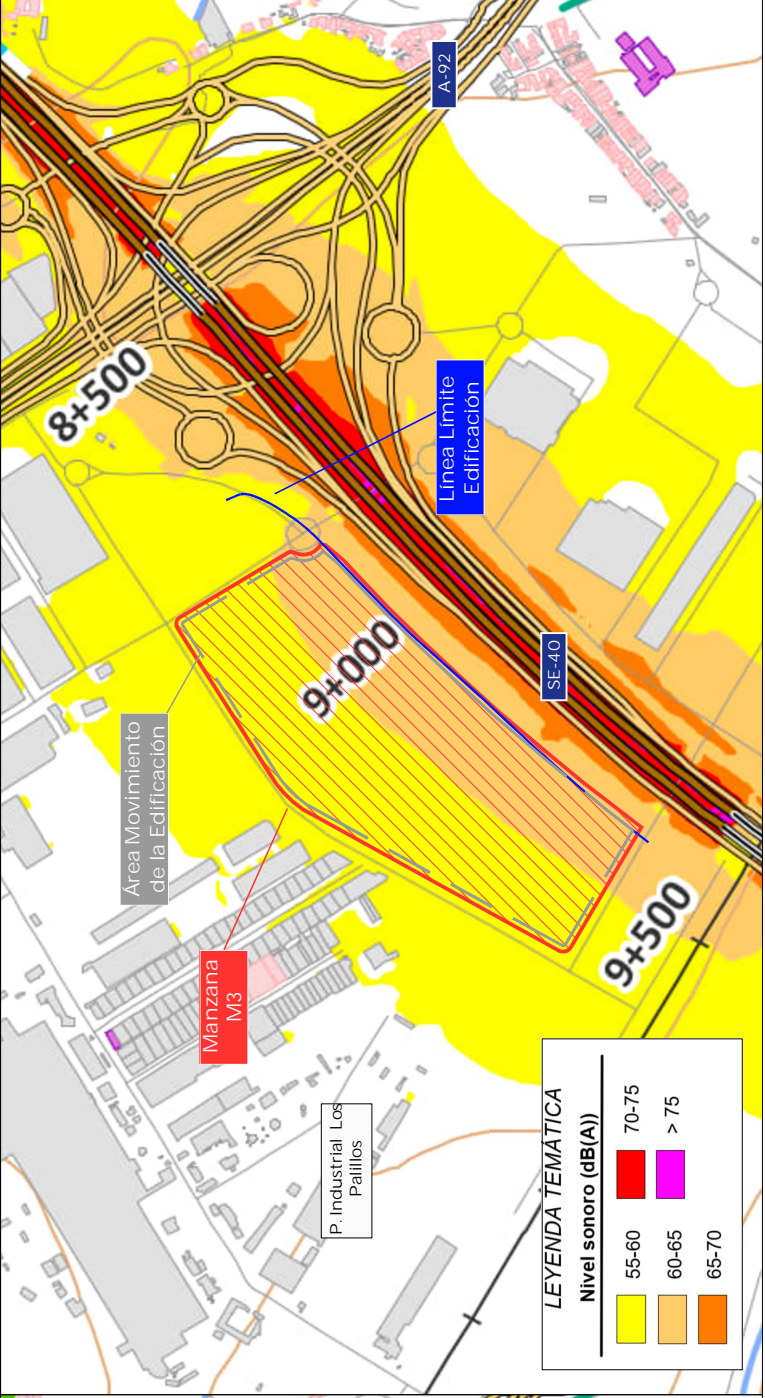 A-92
8+500
Línea Límite
Edificación
9+000
SE-40
Área Movimiento
de la Edificación
Manzana
M3
9+500
P. Industrial Los
Palillos
LEYENDA TEMÁTICA
Nivel sonoro (dB(A))
55-60
60-65
65-70
70-75
> 75